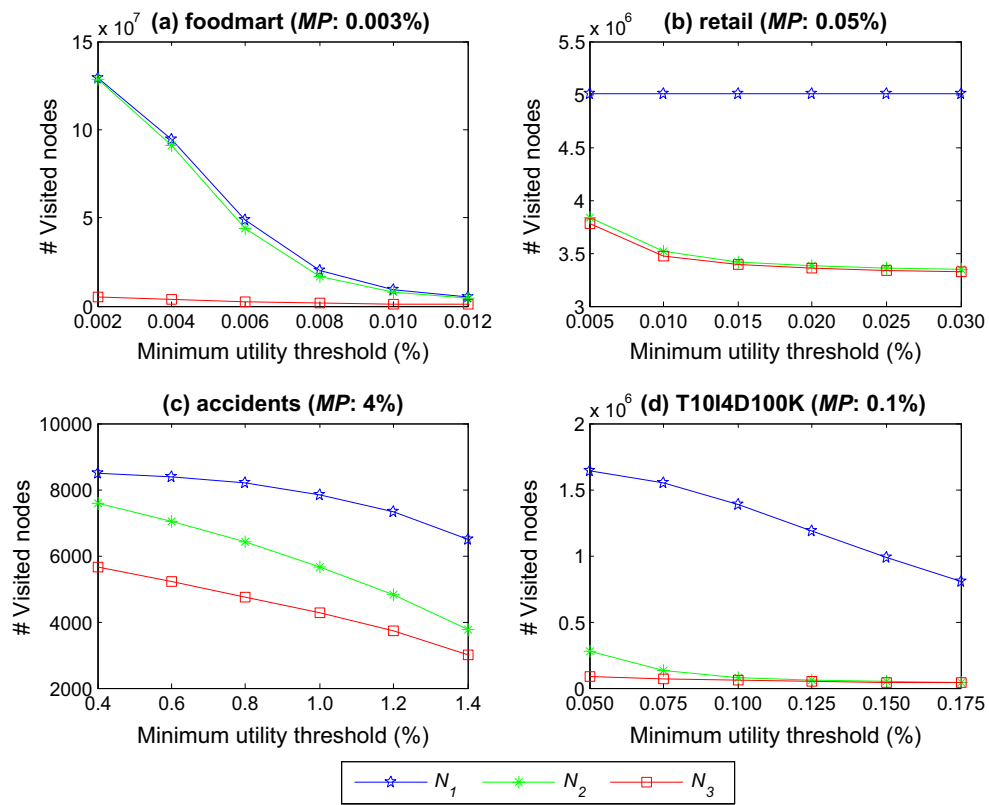 (a) foodmart (MP: 0.003%)
x 10^7
15
10
5
0
0.002 0.004 0.006 0.008 0.010 0.012
# Visited nodes
Minimum utility threshold (%)
(b) retail (MP: 0.05%)
x 10^6
5.5
5
4.5
4
3.5
3
0.005 0.010 0.015 0.020 0.025 0.030
# Visited nodes
Minimum utility threshold (%)
(c) accidents (MP: 4%)
10000
8000
6000
4000
2000
0.4 0.6 0.8 1.0 1.2 1.4
# Visited nodes
Minimum utility threshold (%)
(d) T10I4D100K (MP: 0.1%)
x 10^6
2
1.5
1
0.5
0
0.050 0.075 0.100 0.125 0.150 0.175
# Visited nodes
Minimum utility threshold (%)
N1 N2 N3